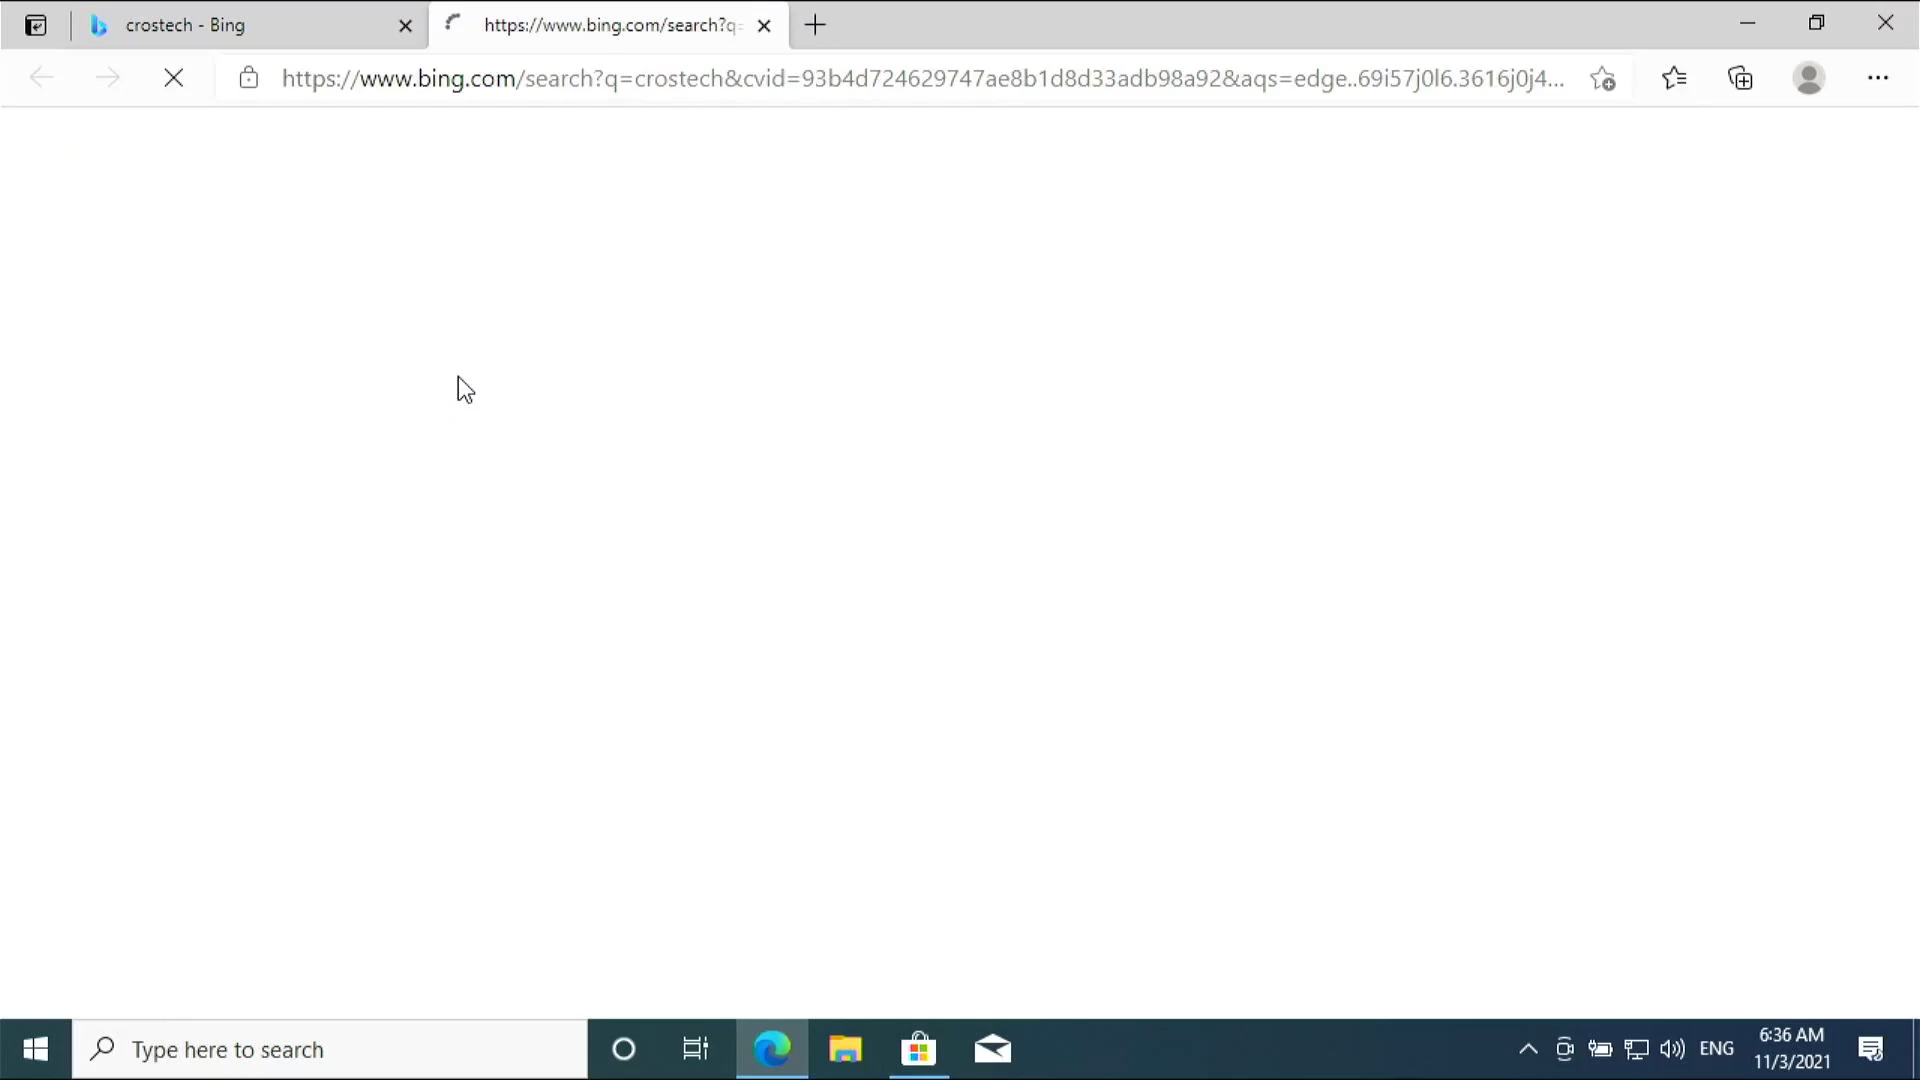 crostech - Bing
https://www.bing.com/search?q=
https://www.bing.com/search?q=crostech&cvid=93b4d724629747ae8b1d8d33adb98a92&aqs=edge..69i57j0l6.3616j0j4...
Type here to search
ENG
6:36 AM
11/3/2021